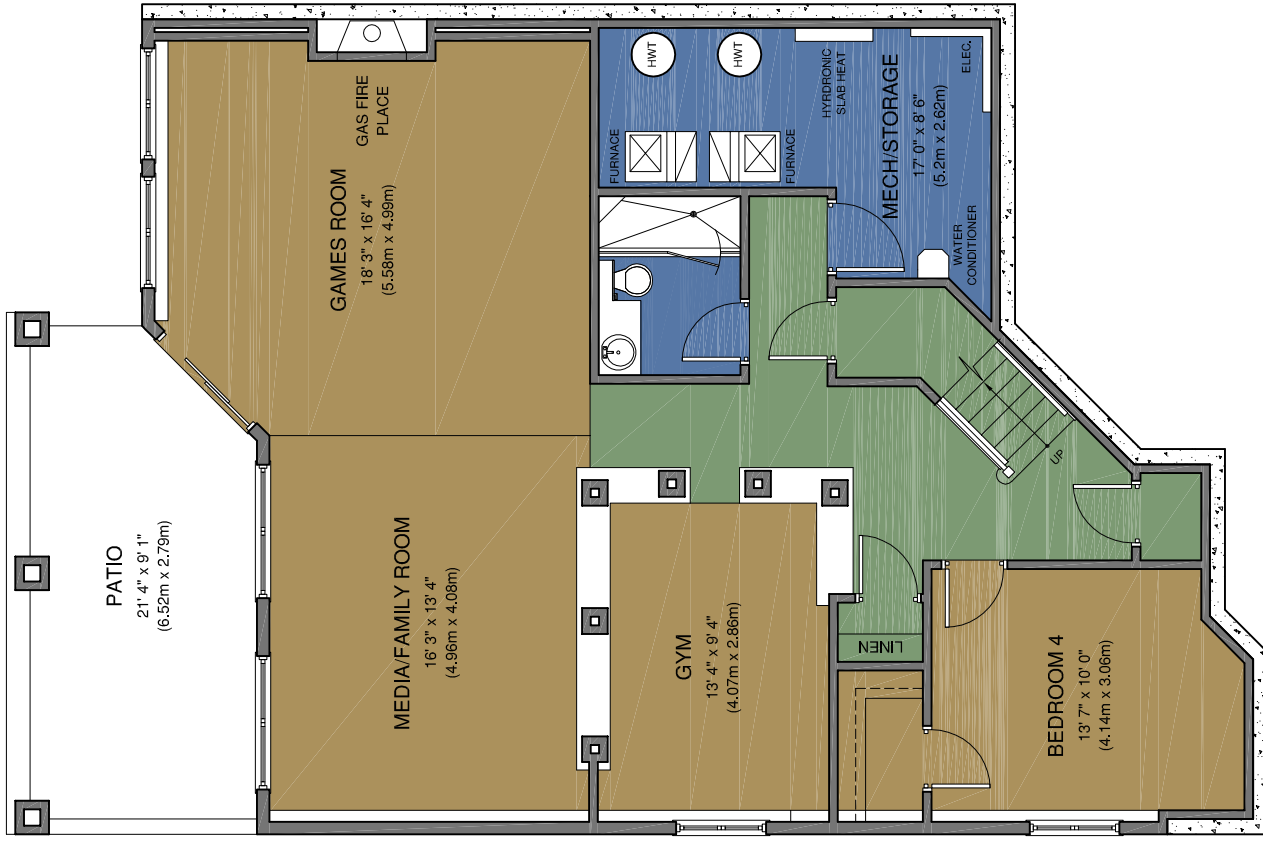 PATIO
21' 4" x 9' 1"
(6.52m x 2.79m)
GAMES ROOM
18' 3" x 16' 4"
(5.58m x 4.99m)
GAS FIRE
PLACE
MEDIA/FAMILY ROOM
16' 3" x 13' 4"
(4.96m x 4.08m)
GYM
13' 4" x 9' 4"
(4.07m x 2.86m)
FURNACE
HWT
HWT
FURNACE
HYRDRONIC
SLAB HEAT
MECH/STORAGE
17' 0" x 8' 6"
(5.2m x 2.62m)
ELEC.
WATER
CONDITIONER
UP
LINEN
BEDROOM 4
13' 7" x 10' 0"
(4.14m x 3.06m)